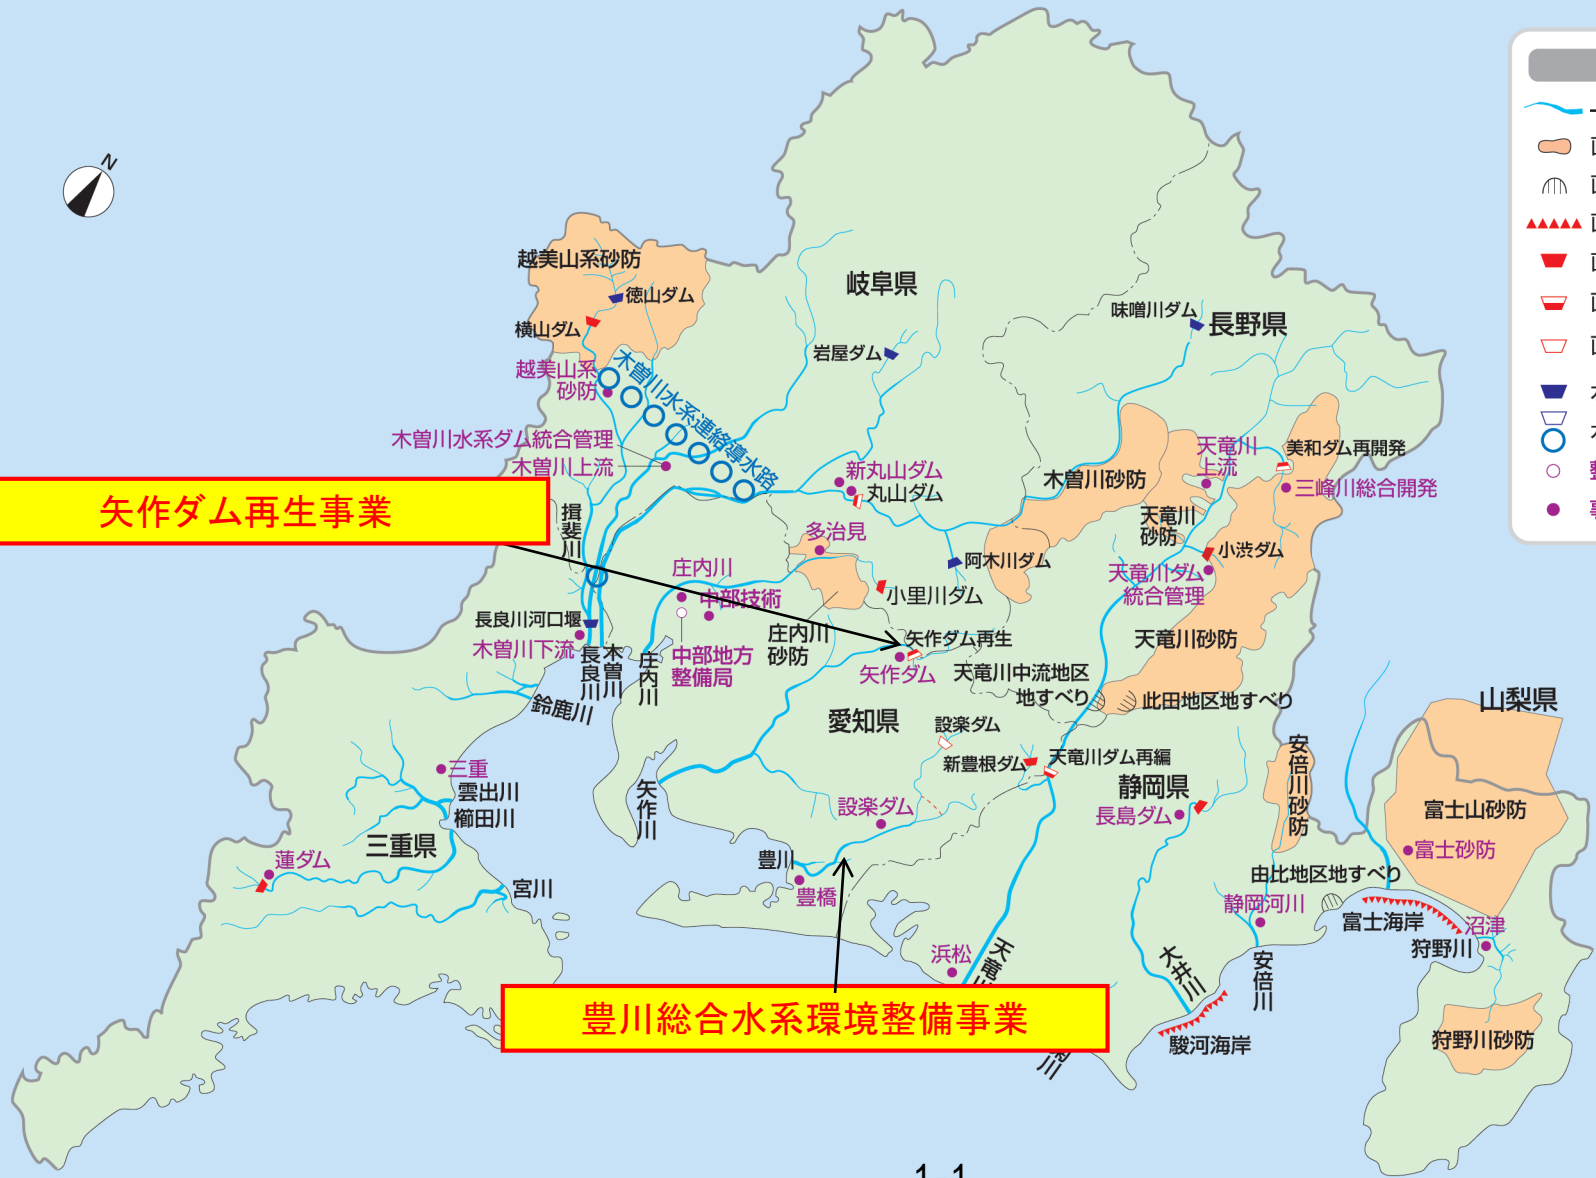 N
越美山系砂防
徳山ダム
横山ダム
越美山系
砂防
木曽川水系連絡導水路
木曽川水系ダム統合管理
木曽川上流
岐阜県
岩屋ダム
味噌川ダム
長野県
新丸山ダム
丸山ダム
木曽川砂防
天竜川
上流
美和ダム再開発
三峰川総合開発
矢作ダム再生事業
揖斐川
多治見
天竜川
砂防
小渋ダム
阿木川ダム
天竜川ダム
統合管理
庄内川
中部技術
小里川ダム
長良川河口堰
木曽川下流
長良川
木曽川
庄内川
中部地方
整備局
庄内川
砂防
矢作ダム再生
矢作ダム
天竜川砂防
天竜川中流地区
地すべり
此田地区地すべり
鈴鹿川
愛知県
設楽ダム
新豊根ダム
天竜川ダム再編
山梨県
安倍川砂防
三重
雲出川
櫛田川
矢作川
静岡県
長島ダム
設楽ダム
富士山砂防
富士砂防
三重県
蓮ダム
宮川
豊川
豊橋
由比地区地すべり
静岡河川
富士海岸
沼津
狩野川
浜松
天竜川
大井川
安倍川
豊川総合水系環境整備事業
川
駿河海岸
狩野川砂防
1 1